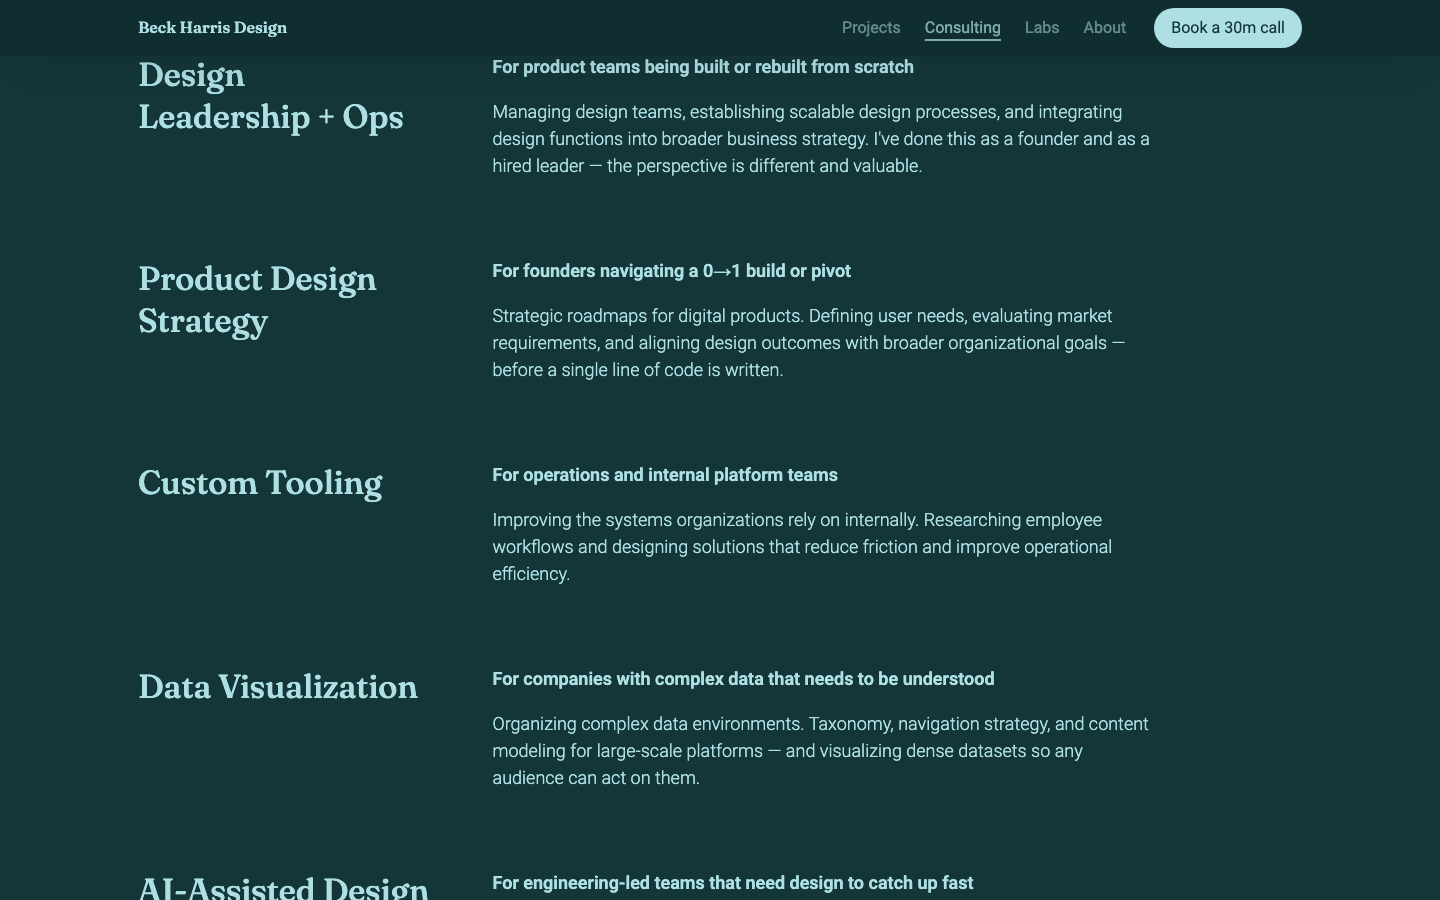 Beck Harris Design
Projects
Consulting
Labs
About
Book a 30m call
Design
Leadership + Ops
For product teams being built or rebuilt from scratch
Managing design teams, establishing scalable design processes, and integrating
design functions into broader business strategy. I've done this as a founder and as a
hired leader — the perspective is different and valuable.
Product Design
Strategy
For founders navigating a 0→1 build or pivot
Strategic roadmaps for digital products. Defining user needs, evaluating market
requirements, and aligning design outcomes with broader organizational goals —
before a single line of code is written.
Custom Tooling
For operations and internal platform teams
Improving the systems organizations rely on internally. Researching employee
workflows and designing solutions that reduce friction and improve operational
efficiency.
Data Visualization
For companies with complex data that needs to be understood
Organizing complex data environments. Taxonomy, navigation strategy, and content
modeling for large-scale platforms — and visualizing dense datasets so any
audience can act on them.
AI-Assisted Design
For engineering-led teams that need design to catch up fast